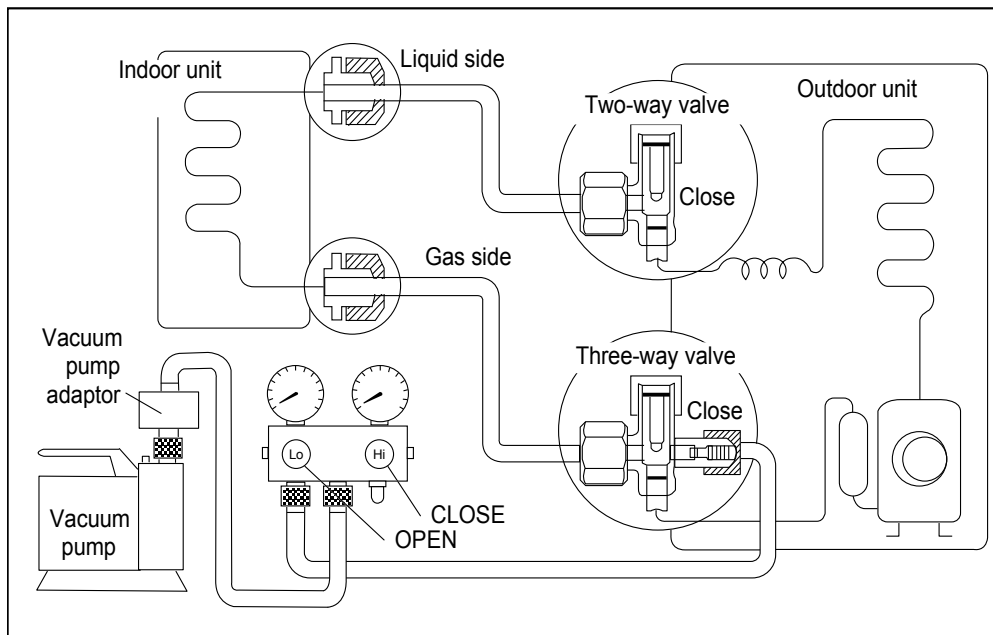 Indoor unit
Liquid side
Two-way valve
Outdoor unit
Close
Gas side
Three-way valve
Close
Vacuum
pump
adaptor
Lo
Hi
CLOSE
OPEN
Vacuum
pump